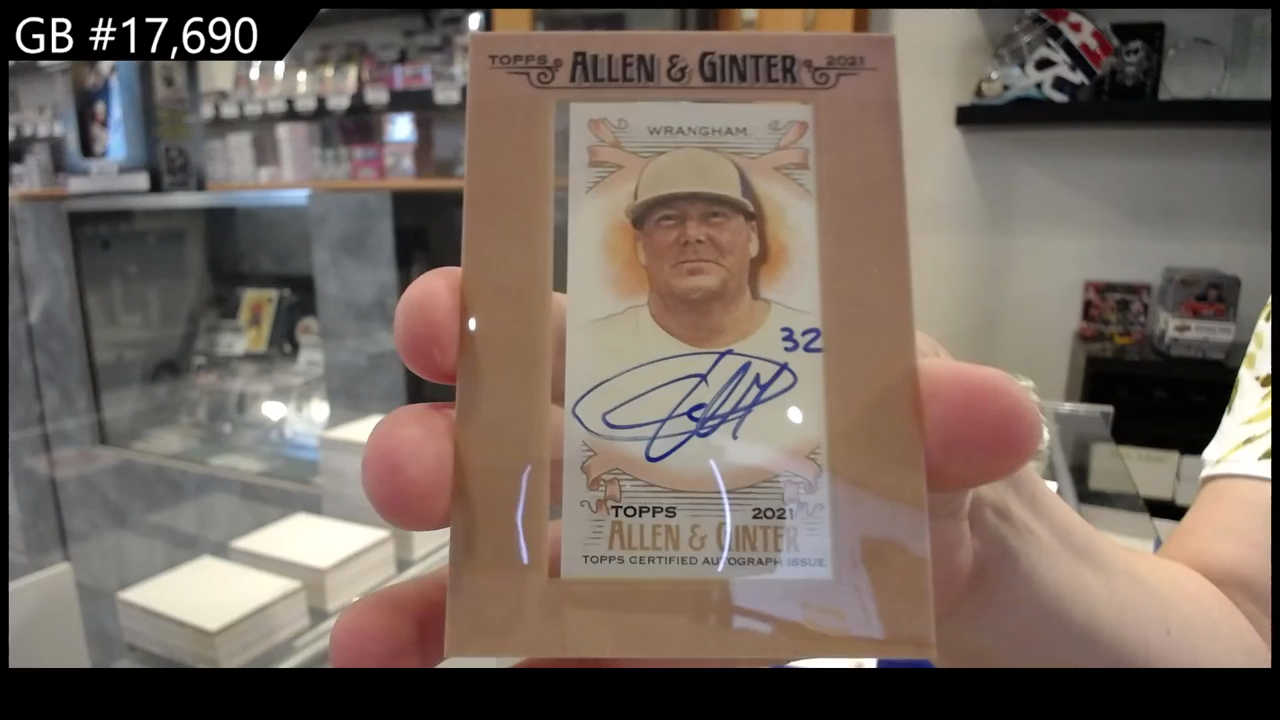 GB #17,690
TOPPS ALLEN & GINTER 2021
WRANGHAM
32
TOPPS 2021
ALLEN & GINTER
TOPPS CERTIFIED AUTOGRAPH ISSUE